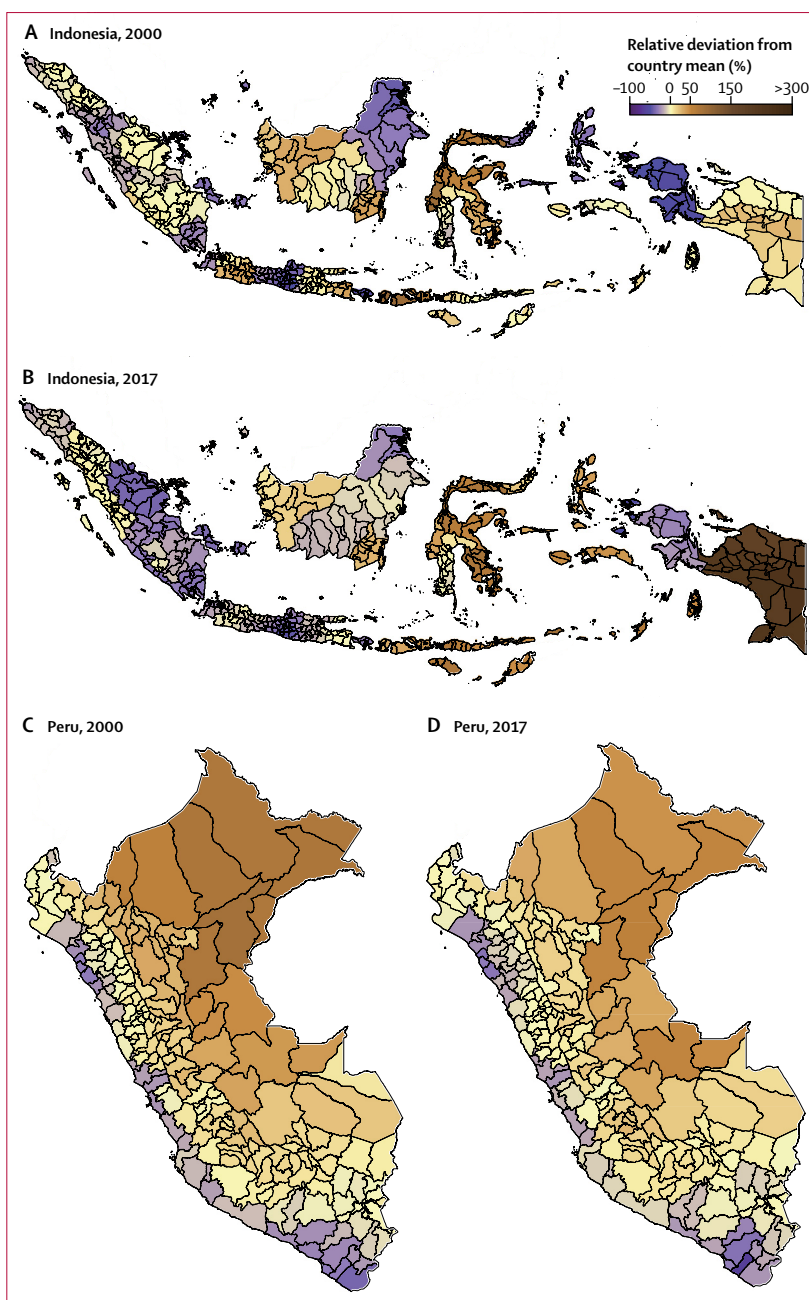 A Indonesia, 2000
Relative deviation from
country mean (%)
–100 0 50 150 >300
B Indonesia, 2017
C Peru, 2000
D Peru, 2017